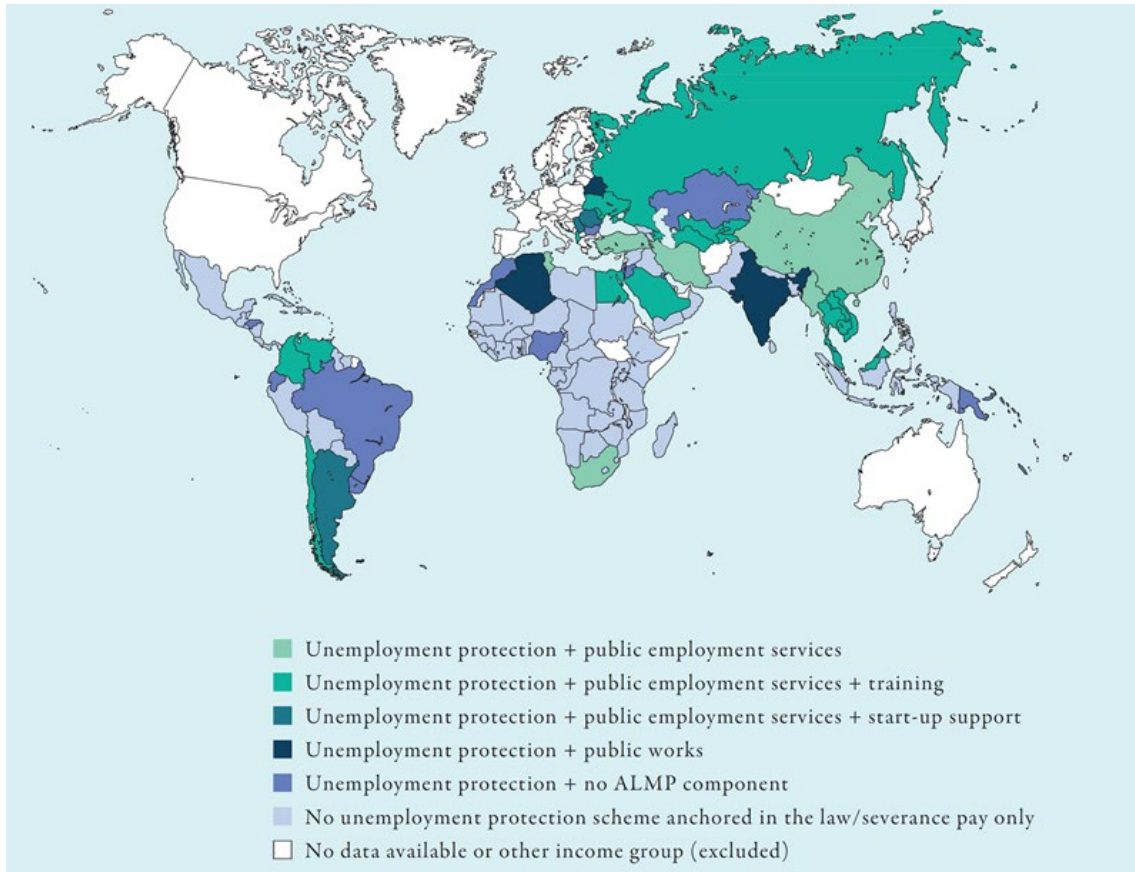 Unemployment protection + public employment services
Unemployment protection + public employment services + training
Unemployment protection + public employment services + start-up support
Unemployment protection + public works
Unemployment protection + no ALMP component
No unemployment protection scheme anchored in the law/severance pay only
No data available or other income group (excluded)